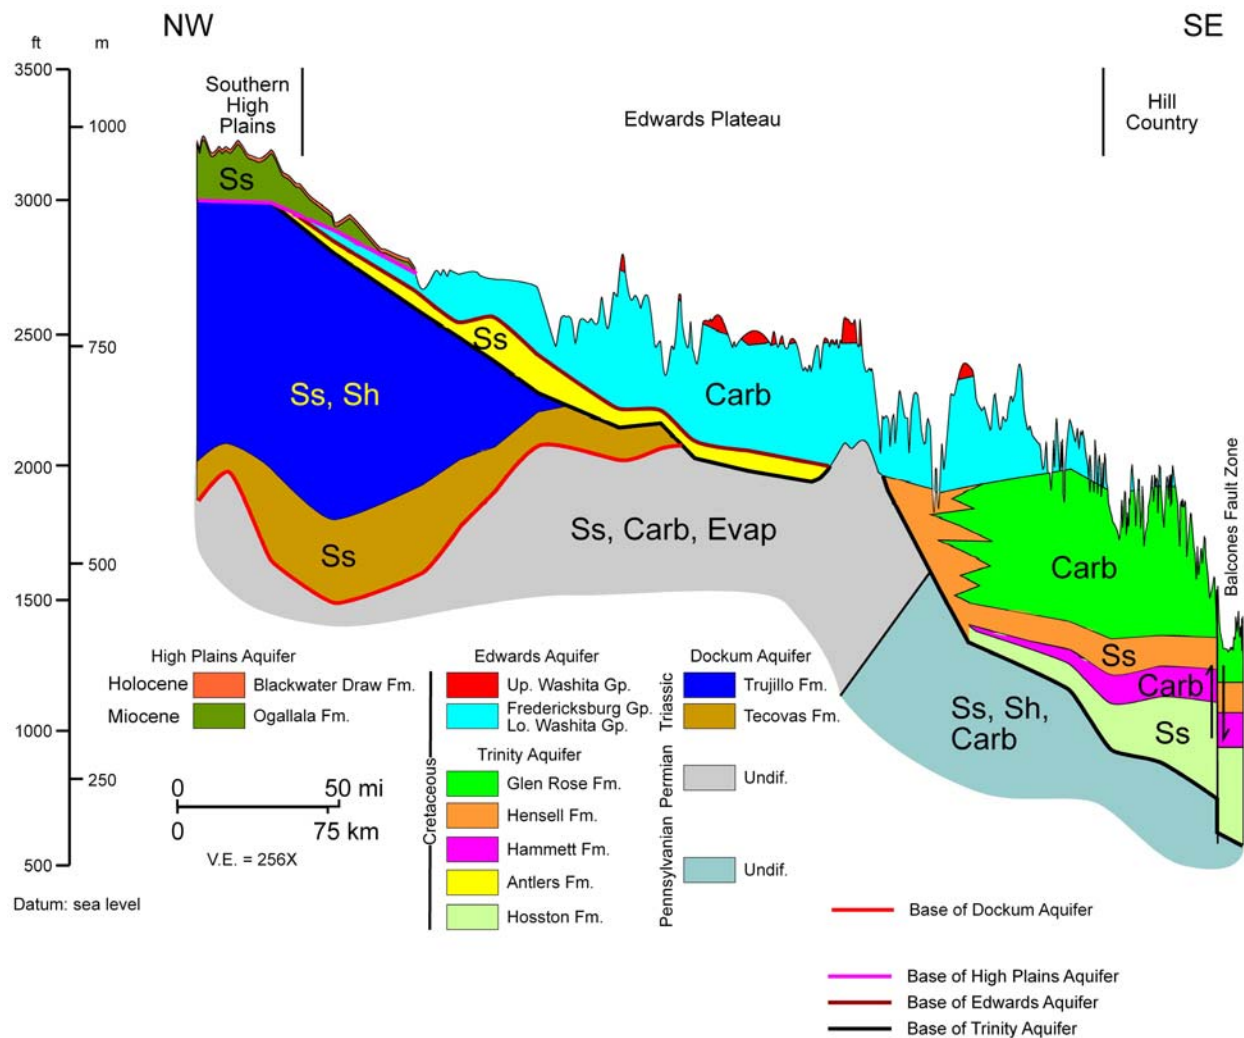 NW
SE
ft
m
3500
3000
2500
2000
1500
1000
500
1000
750
500
250
Southern
High
Plains
Edwards Plateau
Hill
Country
Ss
Ss, Sh
Ss
Ss
Carb
Ss, Carb, Evap
Carb
Ss
Carb
Ss
Ss, Sh,
Carb
Balcones Fault Zone
High Plains Aquifer
Holocene
Blackwater Draw Fm.
Miocene
Ogallala Fm.
0
50 mi
0
75 km
V.E. = 256X
Datum: sea level
Edwards Aquifer
Up. Washita Gp.
Fredericksburg Gp.
Lo. Washita Gp.
Trinity Aquifer
Glen Rose Fm.
Hensell Fm.
Hammett Fm.
Antlers Fm.
Hosston Fm.
Cretaceous
Dockum Aquifer
Trujillo Fm.
Tecovas Fm.
Triassic
Undif.
Permian
Undif.
Pennsylvanian
Base of Dockum Aquifer
Base of High Plains Aquifer
Base of Edwards Aquifer
Base of Trinity Aquifer